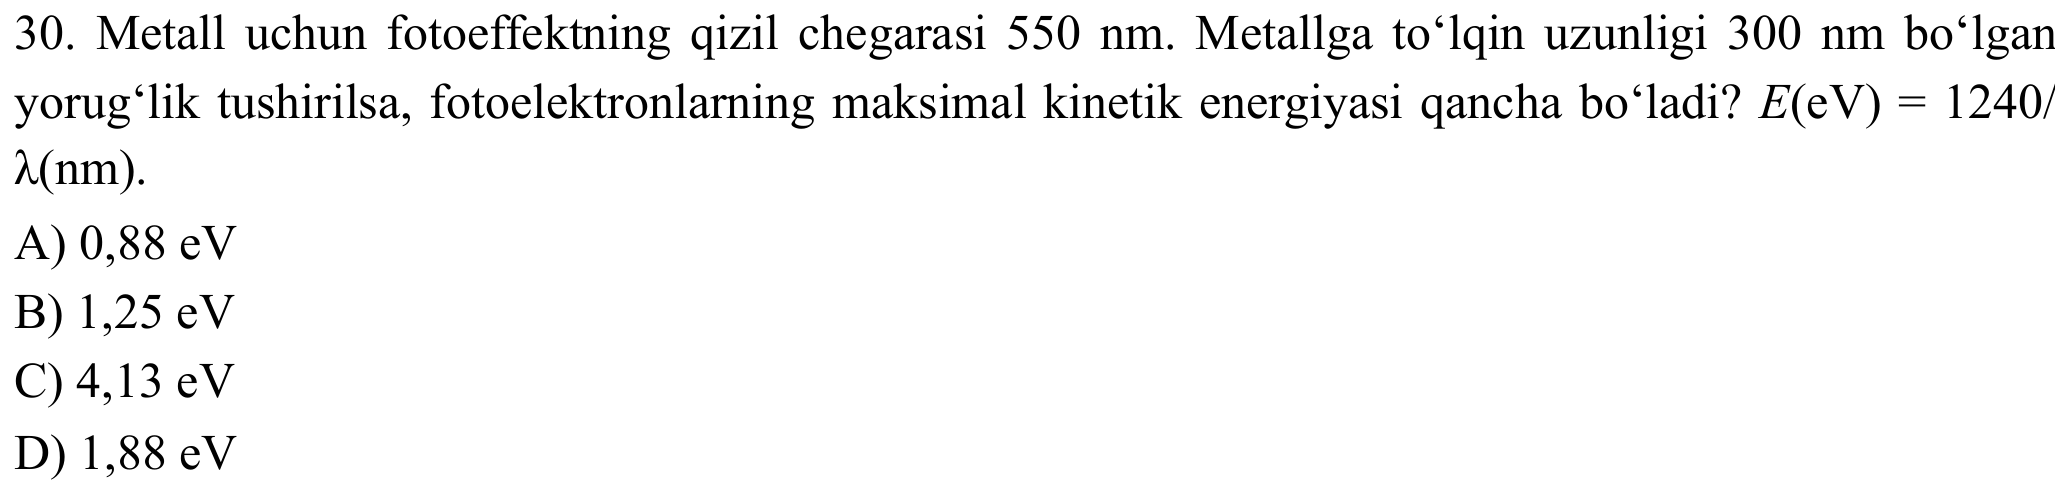 30. Metall uchun fotoeffektning qizil chegarasi 550 nm. Metallga to‘lqin uzunligi 300 nm bo‘lgan
yorug‘lik tushirilsa, fotoelektronlarning maksimal kinetik energiyasi qancha bo‘ladi? E(eV) = 1240/
λ(nm).
A) 0,88 eV
B) 1,25 eV
C) 4,13 eV
D) 1,88 eV